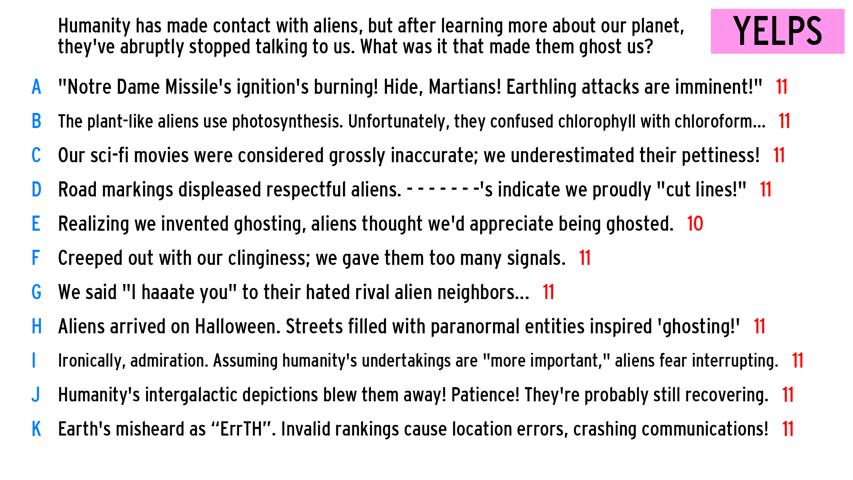 Humanity has made contact with aliens, but after learning more about our planet,
they've abruptly stopped talking to us. What was it that made them ghost us?
YELPS
A "Notre Dame Missile's ignition's burning! Hide, Martians! Earthling attacks are imminent!" 11
B The plant-like aliens use photosynthesis. Unfortunately, they confused chlorophyll with chloroform... 11
C Our sci-fi movies were considered grossly inaccurate; we underestimated their pettiness! 11
D Road markings displeased respectful aliens. - - - - - - -'s indicate we proudly "cut lines!" 11
E Realizing we invented ghosting, aliens thought we'd appreciate being ghosted. 10
F Creeped out with our clinginess; we gave them too many signals. 11
G We said "I haaate you" to their hated rival alien neighbors... 11
H Aliens arrived on Halloween. Streets filled with paranormal entities inspired 'ghosting!' 11
I Ironically, admiration. Assuming humanity's undertakings are "more important," aliens fear interrupting. 11
J Humanity's intergalactic depictions blew them away! Patience! They're probably still recovering. 11
K Earth's misheard as “ErrTH”. Invalid rankings cause location errors, crashing communications! 11